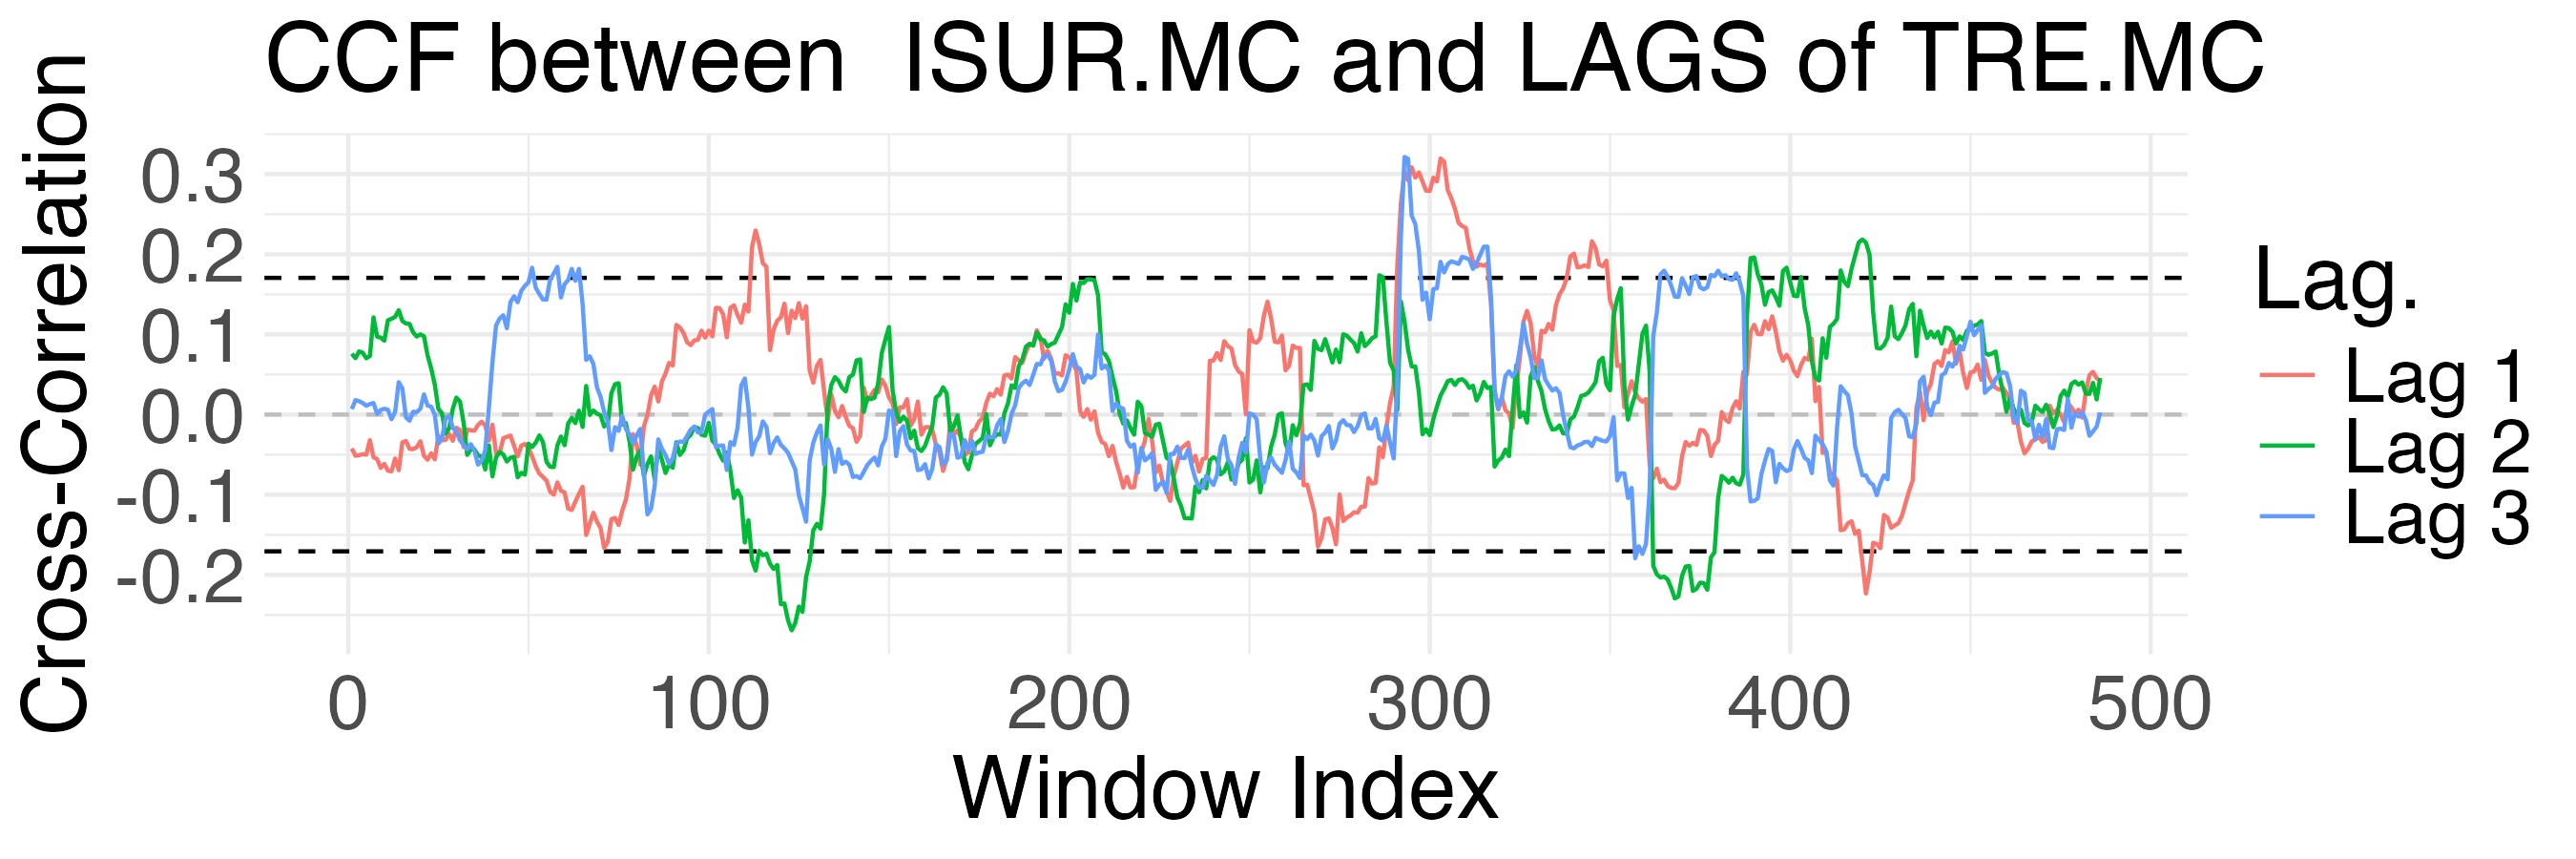 CCF between  ISUR.MC and LAGS of TRE.MC
Cross-Correlation
0.3
0.2
0.1
0.0
-0.1
-0.2
0 100 200 300 400 500
Window Index
Lag.
Lag 1
Lag 2
Lag 3